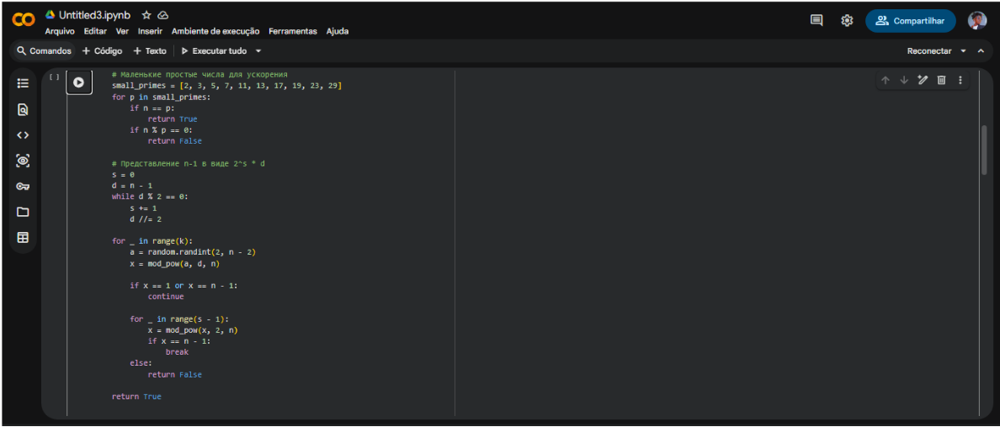 Untitled3.ipynb
Arquivo Editar Ver Inserir Ambiente de execução Ferramentas Ajuda
Compartilhar
Comandos + Código + Texto Executar tudo
Reconectar
[ ]
# Маленькие простые числа для ускорения
small_primes = [2, 3, 5, 7, 11, 13, 17, 19, 23, 29]
for p in small_primes:
    if n == p:
        return True
    if n % p == 0:
        return False
# Представление n-1 в виде 2^s * d
s = 0
d = n - 1
while d % 2 == 0:
    s += 1
    d //= 2
for _ in range(k):
    a = random.randint(2, n - 2)
    x = mod_pow(a, d, n)
    if x == 1 or x == n - 1:
        continue
    for _ in range(s - 1):
        x = mod_pow(x, 2, n)
        if x == n - 1:
            break
    else:
        return False
return True